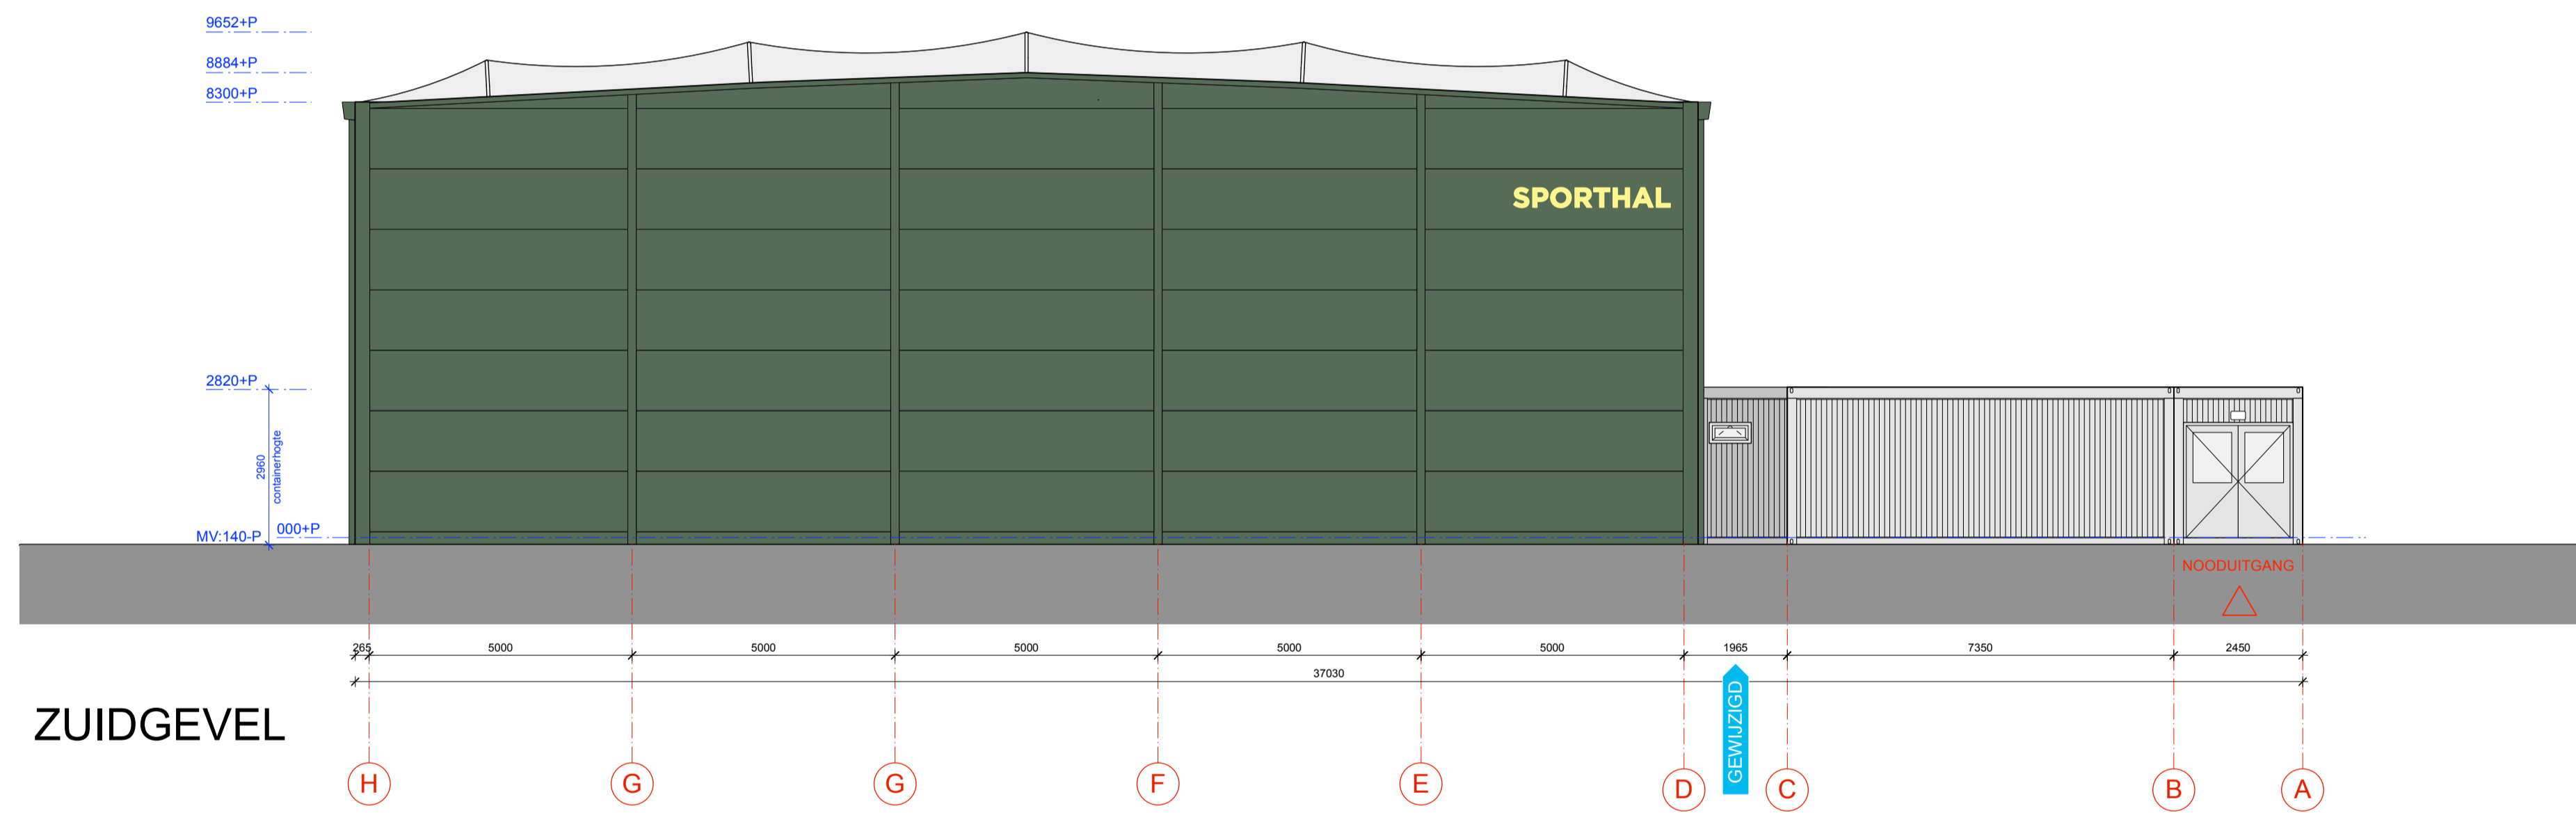 9652+P
8884+P
8300+P
SPORTHAL
2820+P
2960
containerhogte
MV:140-P
000+P
NOODUITGANG
265 5000 5000 5000 5000 5000 1965 7350 2450
37030
GEWIJZIGD
ZUIDGEVEL
H G G F E D C B A